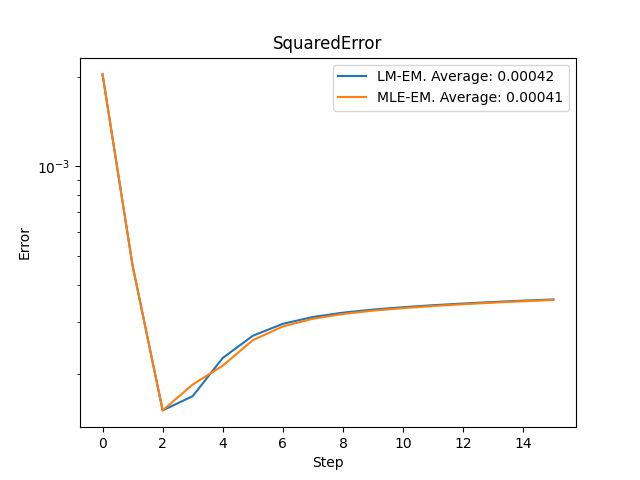 SquaredError
LM-EM. Average: 0.00042
MLE-EM. Average: 0.00041
10⁻³
Error
0 2 4 6 8 10 12 14
Step